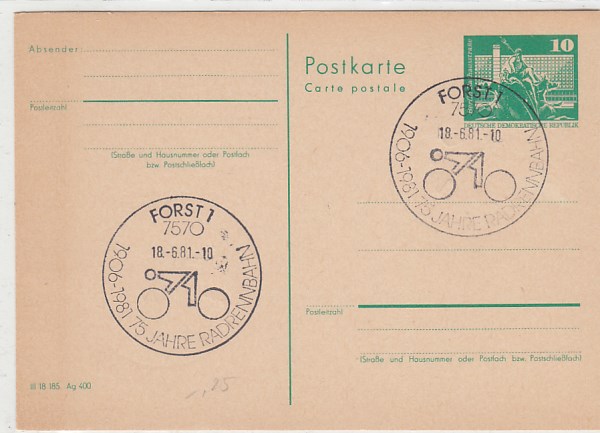 Absender:
Postleitzahl
(Straße und Hausnummer oder Postfach
bzw. Postschließfach)
FORST 1
7570
18.-6.81.-10
1906-1981 75 JAHRE RADRENNBAHN
III 18 185 Ag 400
-,25
Postkarte
Carte postale
10
DEUTSCHE DEMOKRATISCHE REPUBLIK
FORST 1
7570
18.-6.81.-10
1906-1981 75 JAHRE RADRENNBAHN
Postleitzahl
(Straße und Hausnummer oder Postfach bzw. Postschließfach)